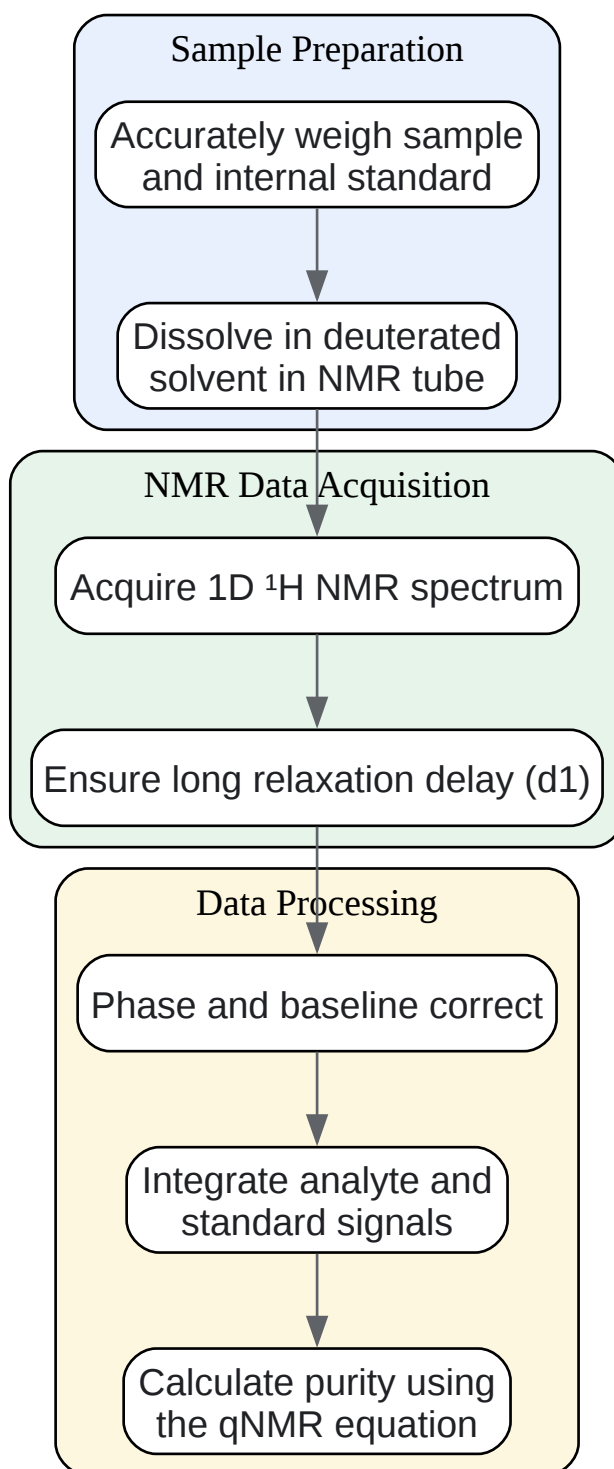 Sample Preparation
Accurately weigh sample
and internal standard
Dissolve in deuterated
solvent in NMR tube
NMR Data Acquisition
Acquire 1D ¹H NMR spectrum
Ensure long relaxation delay (d1)
Data Processing
Phase and baseline correct
Integrate analyte and
standard signals
Calculate purity using
the qNMR equation